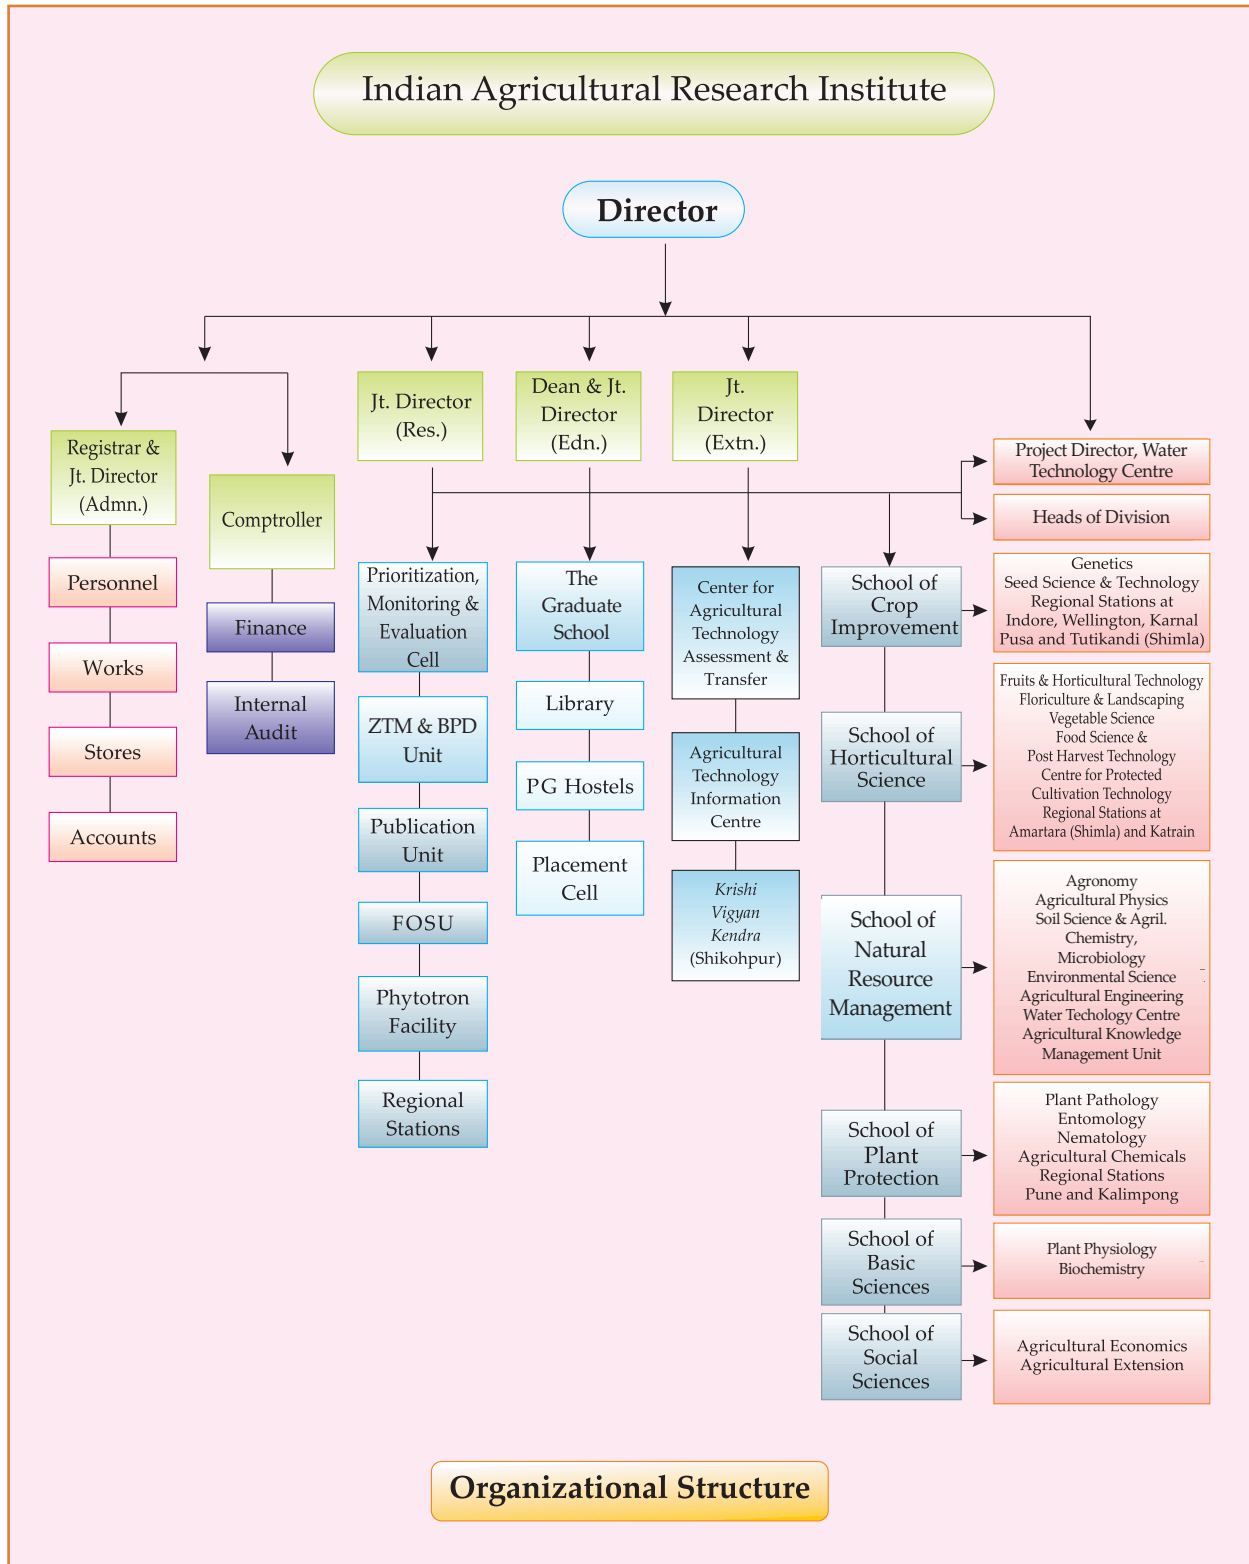 Indian Agricultural Research Institute
Director
Registrar &
Jt. Director
(Admn.)
Personnel
Works
Stores
Accounts
Comptroller
Finance
Internal
Audit
Jt. Director
(Res.)
Prioritization,
Monitoring &
Evaluation
Cell
ZTM & BPD
Unit
Publication
Unit
FOSU
Phytotron
Facility
Regional
Stations
Dean & Jt.
Director
(Edn.)
The
Graduate
School
Library
PG Hostels
Placement
Cell
Jt.
Director
(Extn.)
Center for
Agricultural
Technology
Assessment &
Transfer
Agricultural
Technology
Information
Centre
Krishi
Vigyan
Kendra
(Shikohpur)
Project Director, Water
Technology Centre
Heads of Division
School of
Crop
Improvement
Genetics
Seed Science & Technology
Regional Stations at
Indore, Wellington, Karnal
Pusa and Tutikandi (Shimla)
School of
Horticultural
Science
Fruits & Horticultural Technology
Floriculture & Landscaping
Vegetable Science
Food Science &
Post Harvest Technology
Centre for Protected
Cultivation Technology
Regional Stations at
Amartara (Shimla) and Katrain
School of
Natural
Resource
Management
Agronomy
Agricultural Physics
Soil Science & Agril.
Chemistry,
Microbiology
Environmental Science
Agricultural Engineering
Water Techology Centre
Agricultural Knowledge
Management Unit
School of
Plant
Protection
Plant Pathology
Entomology
Nematology
Agricultural Chemicals
Regional Stations
Pune and Kalimpong
School of
Basic
Sciences
Plant Physiology
Biochemistry
School of
Social
Sciences
Agricultural Economics
Agricultural Extension
Organizational Structure